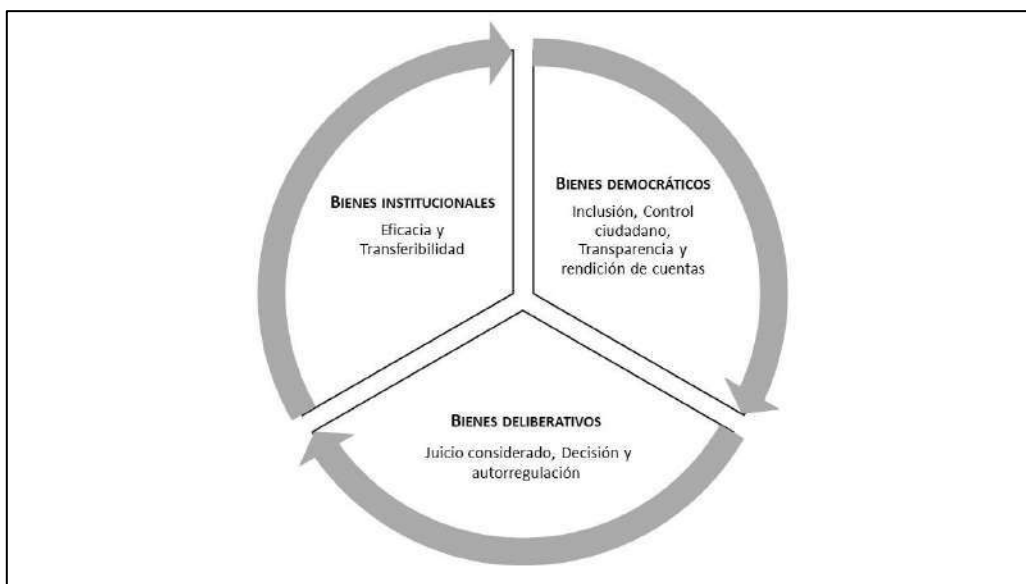 BIENES INSTITUCIONALES
Eficacia y
Transferibilidad
BIENES DEMOCRÁTICOS
Inclusión, Control
ciudadano,
Transparencia y
rendición de cuentas
BIENES DELIBERATIVOS
Juicio considerado, Decisión y
autorregulación